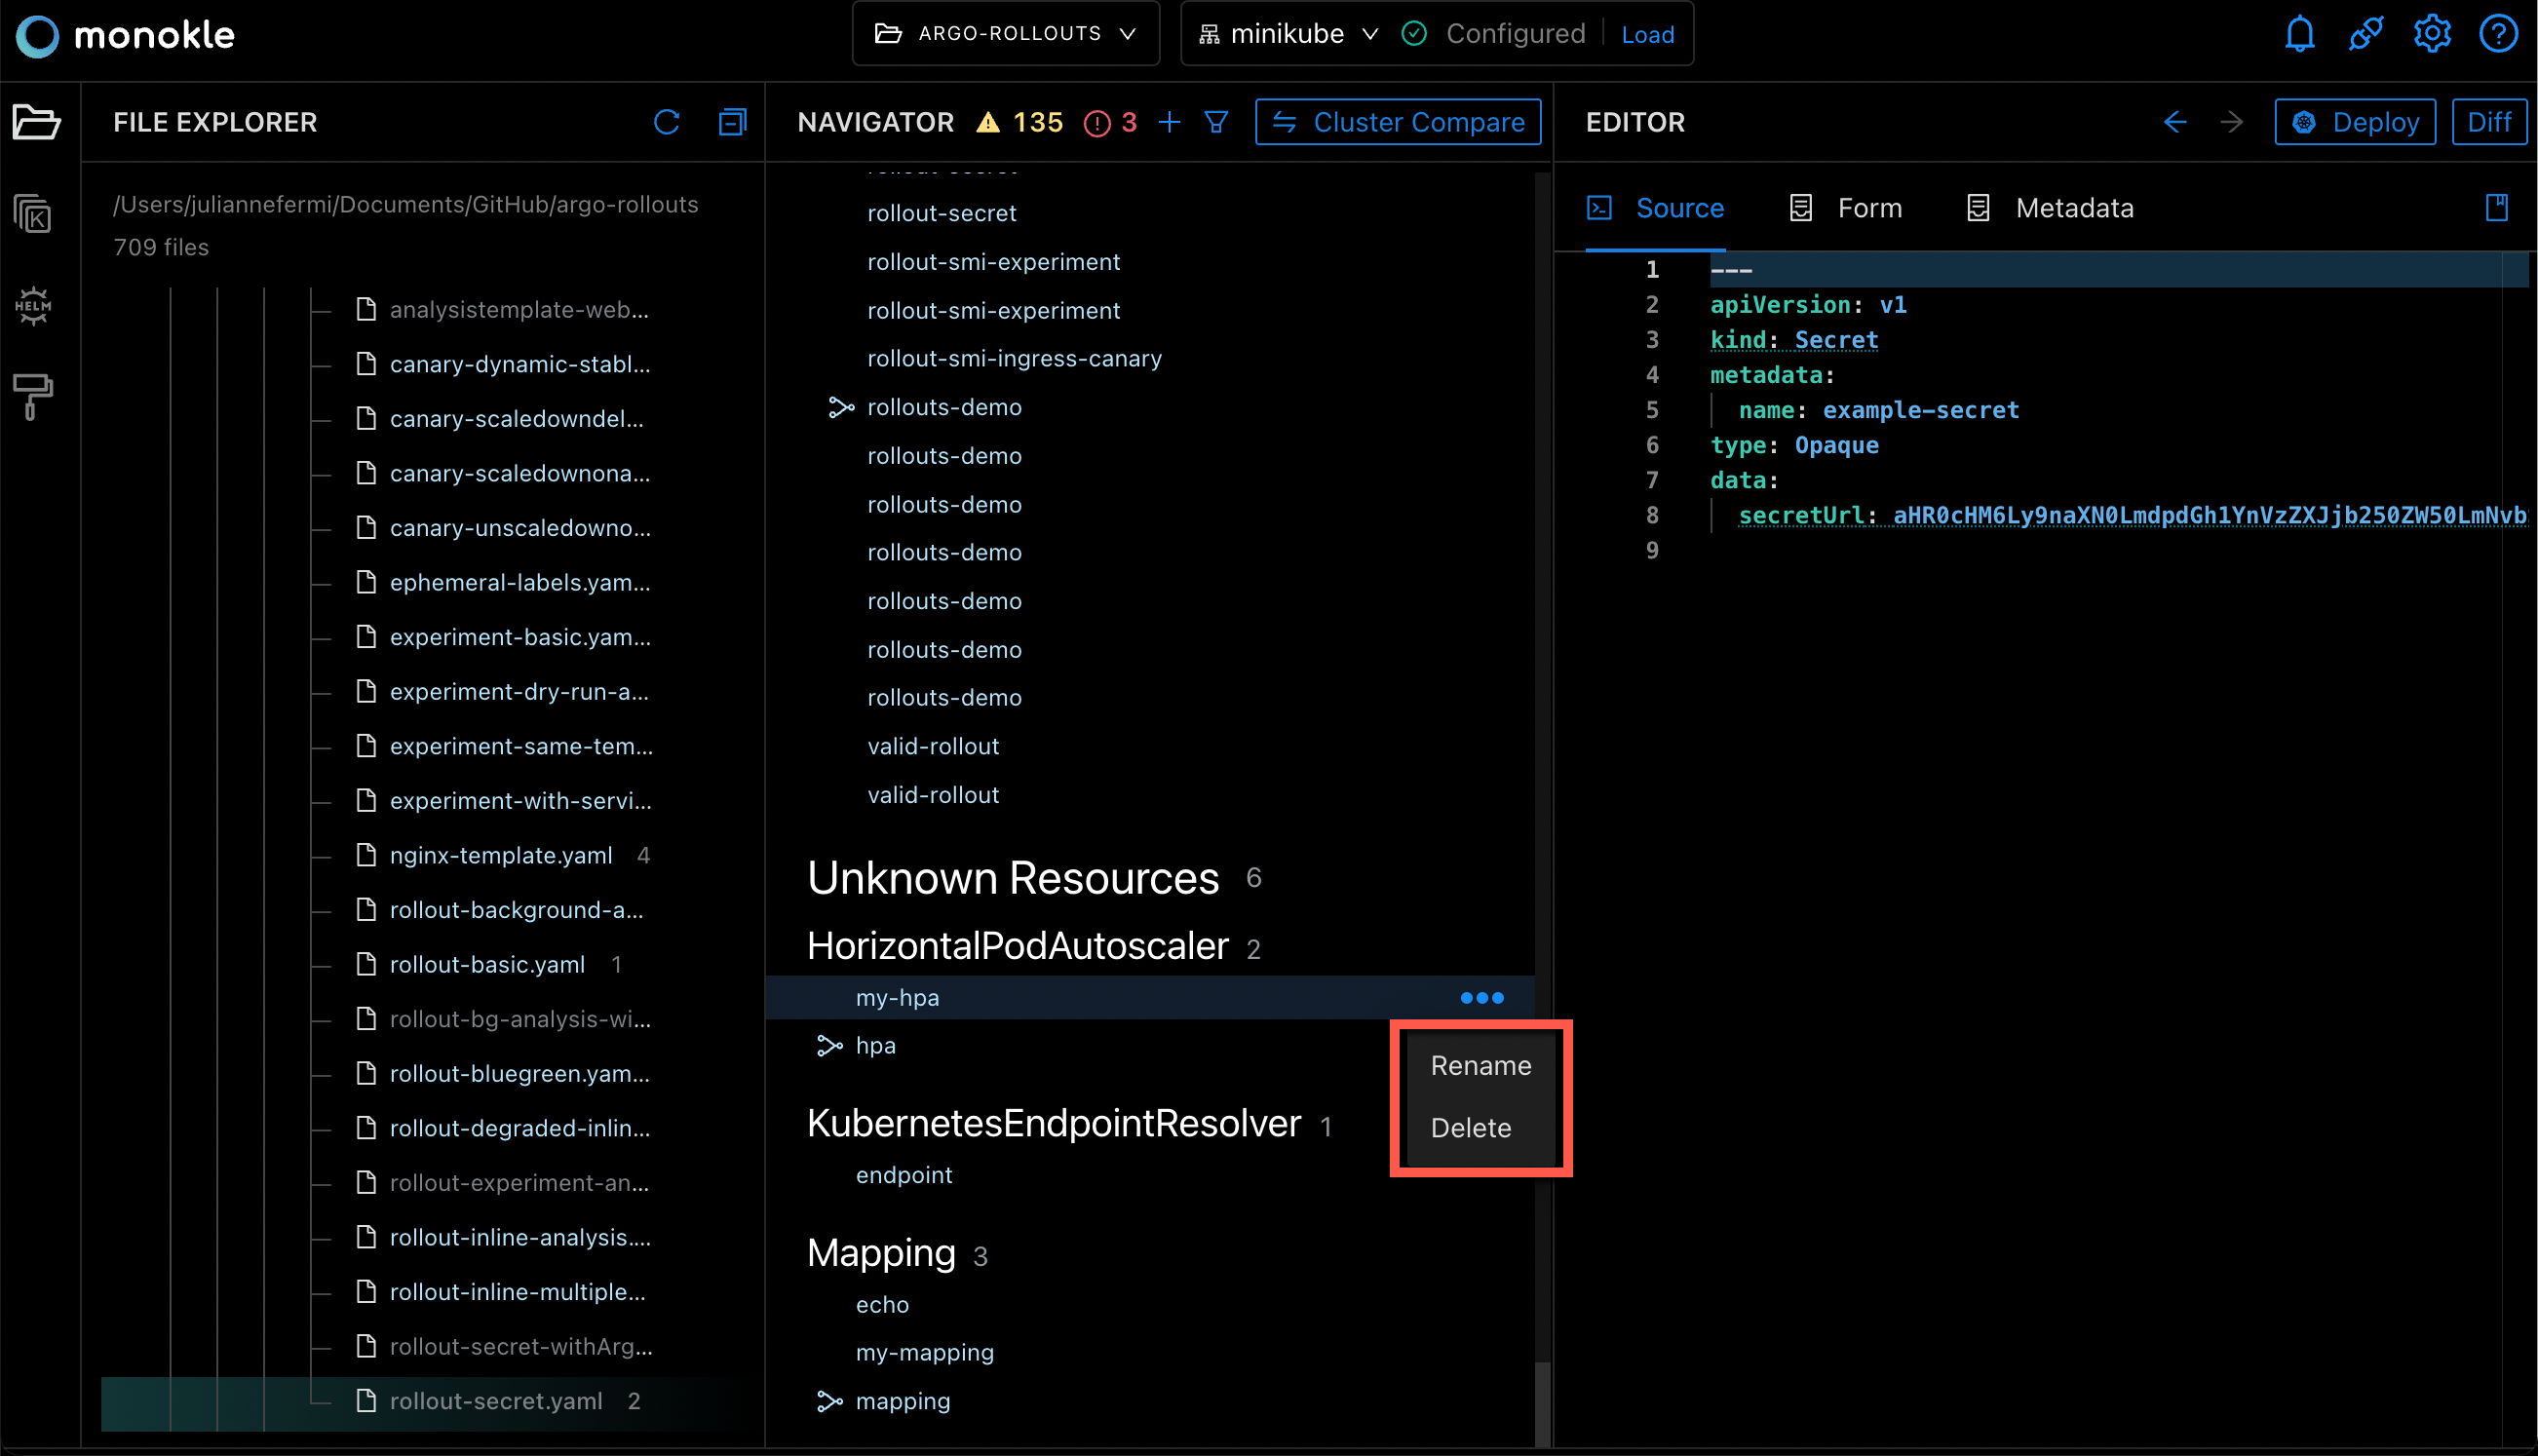 monokle
ARGO-ROLLOUTS
minikube
Configured
Load
FILE EXPLORER
/Users/juliannefermi/Documents/GitHub/argo-rollouts
709 files
HELM
K
analysistemplate-web...
canary-dynamic-stabl...
canary-scaledowndel...
canary-scaledownona...
canary-unscaledowno...
ephemeral-labels.yam...
experiment-basic.yam...
experiment-dry-run-a...
experiment-same-tem...
experiment-with-servi...
nginx-template.yaml 4
rollout-background-a...
rollout-basic.yaml 1
rollout-bg-analysis-wi...
rollout-bluegreen.yam...
rollout-degraded-inlin...
rollout-experiment-an...
rollout-inline-analysis....
rollout-inline-multiple...
rollout-secret-withArg...
rollout-secret.yaml 2
NAVIGATOR 135 3 Cluster Compare
rollout-secret
rollout-smi-experiment
rollout-smi-experiment
rollout-smi-ingress-canary
rollouts-demo
rollouts-demo
rollouts-demo
rollouts-demo
rollouts-demo
rollouts-demo
rollouts-demo
valid-rollout
valid-rollout
Unknown Resources 6
HorizontalPodAutoscaler 2
my-hpa
hpa
Rename
Delete
KubernetesEndpointResolver 1
endpoint
Mapping 3
echo
my-mapping
mapping
EDITOR
Deploy
Diff
Source
Form
Metadata
1 ---
2 apiVersion: v1
3 kind: Secret
4 metadata:
5 name: example-secret
6 type: Opaque
7 data:
8 secretUrl: aHR0cHM6Ly9naXN0LmdpdGh1YnVzZXJjb250ZW50LmNvb
9